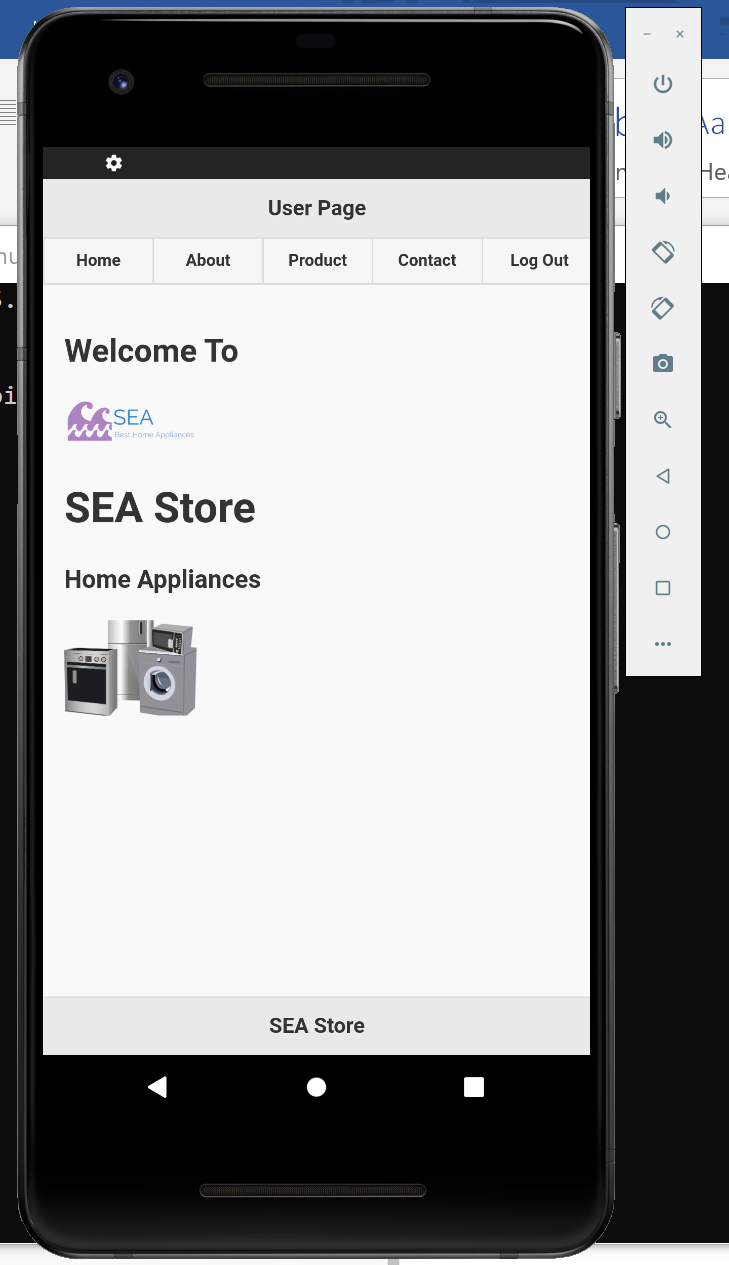 User Page
Home About Product Contact Log Out
Welcome To
SEA
Best Home Appliances
SEA Store
Home Appliances
SEA Store
Aa